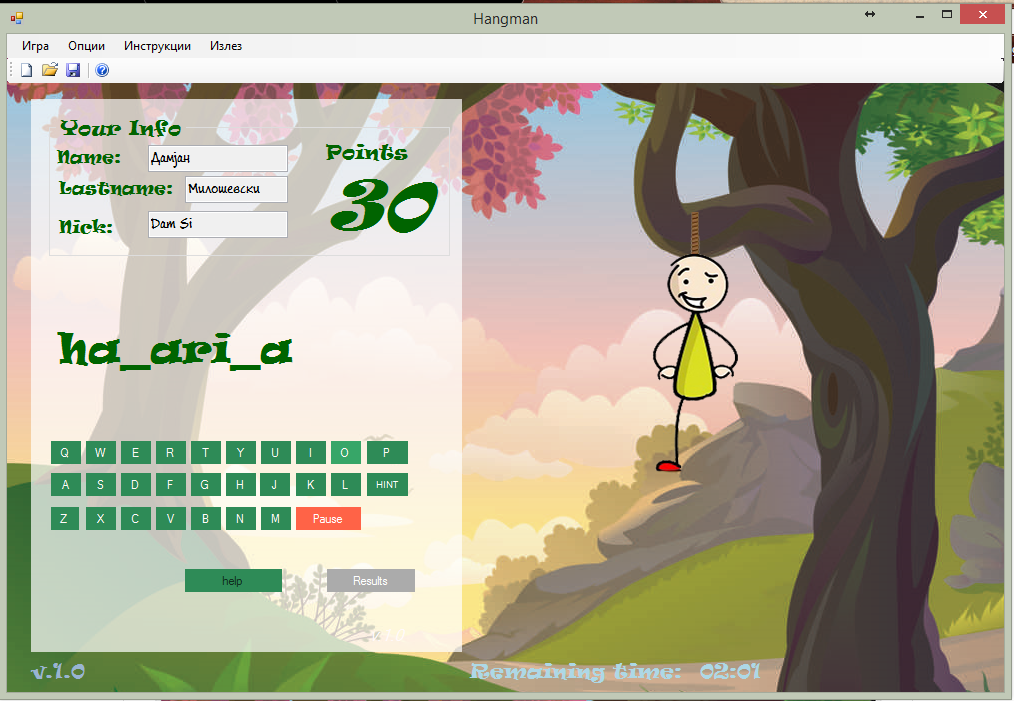 Hangman
Игра Опции Инструкции Излез
Your Info
Name: Дамјан
Points
Lastname: Милошевски
30
Nick: Dam Si
ha_ari_a
Q W E R T Y U I O P
A S D F G H J K L HINT
Z X C V B N M Pause
help Results
v.1.0 Remaining time: 02:01